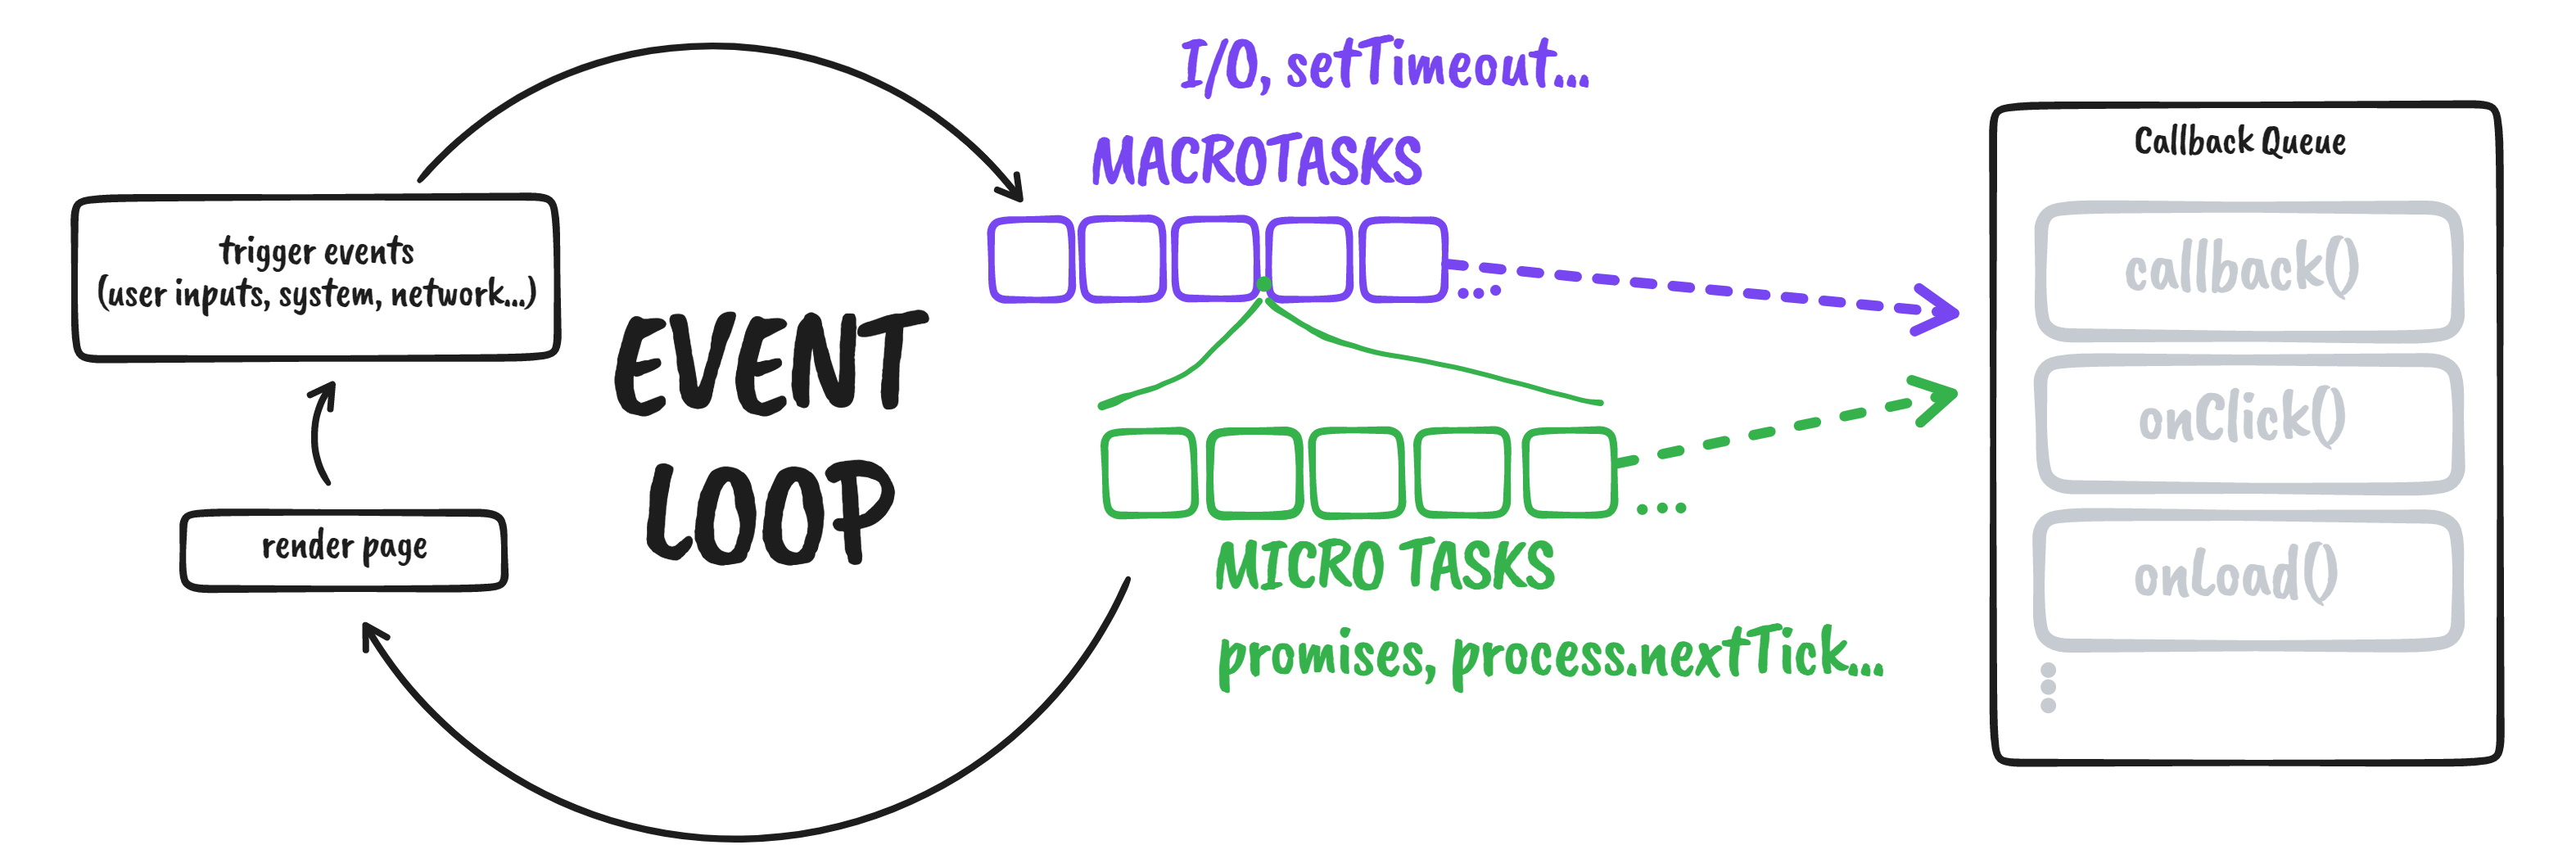 I/O, setTimeout...
MACROTASKS
trigger events
(user inputs, system, network...)
EVENT
LOOP
render page
MICRO TASKS
promises, process.nextTick...
Callback Queue
callback()
onClick()
onLoad()